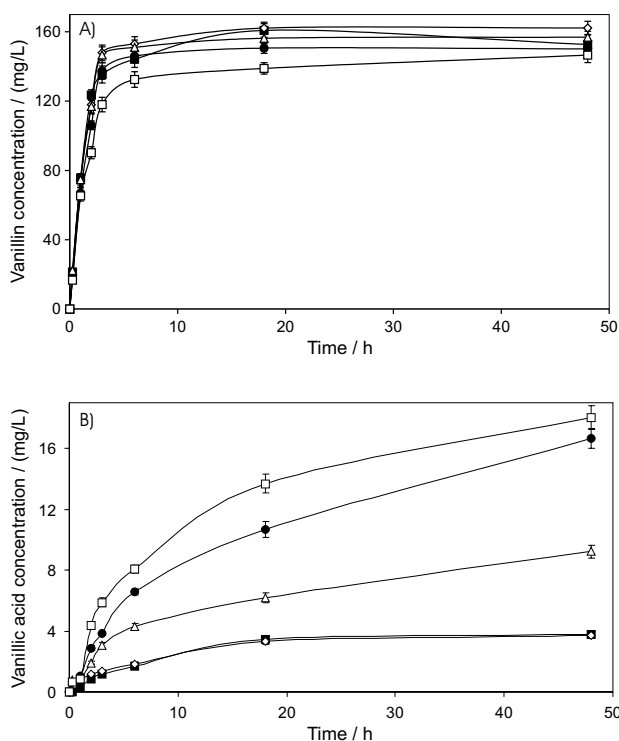 A)
Vanillin concentration / (mg/L)
160
120
80
40
0
0 10 20 30 40 50
Time / h
B)
Vanillic acid concentration / (mg/L)
16
12
8
4
0
0 10 20 30 40 50
Time / h